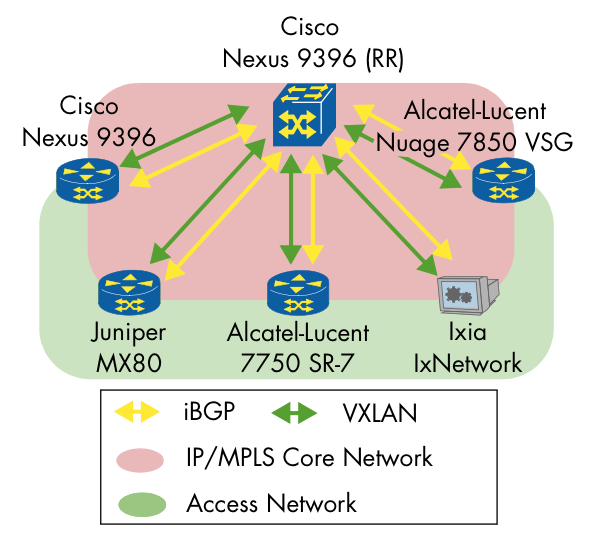 Cisco
Nexus 9396 (RR)
Cisco
Nexus 9396
Alcatel-Lucent
Nuage 7850 VSG
Juniper
MX80
Alcatel-Lucent
7750 SR-7
Ixia
IxNetwork
iBGP
VXLAN
IP/MPLS Core Network
Access Network